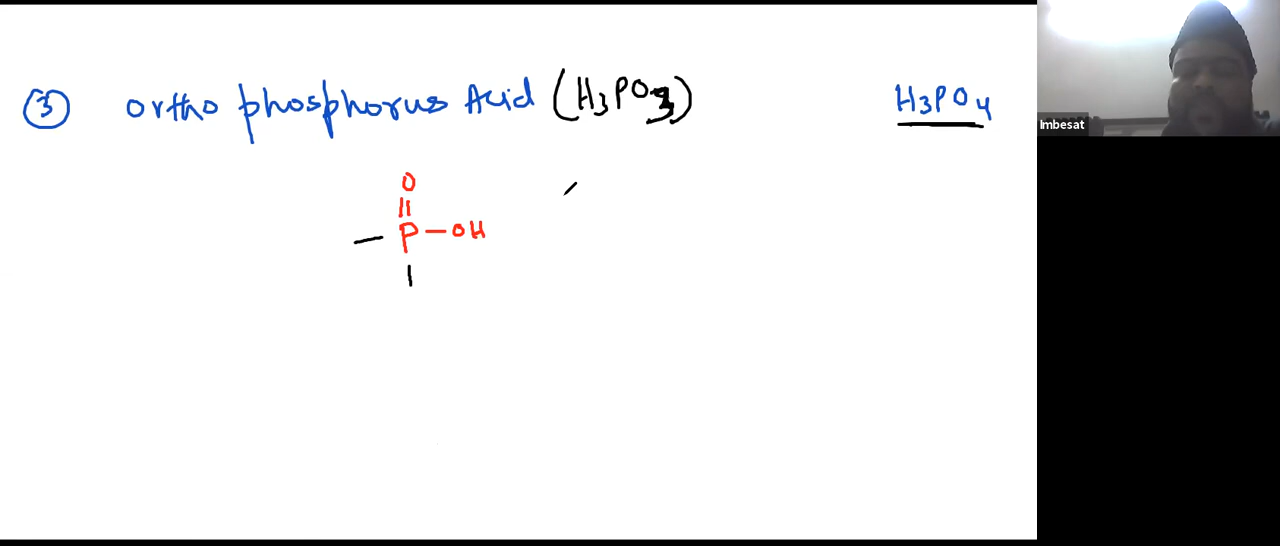 ③ ortho phosphorus Acid (H3PO3)
H3PO4
O
||
— P — OH
|
Imbesat